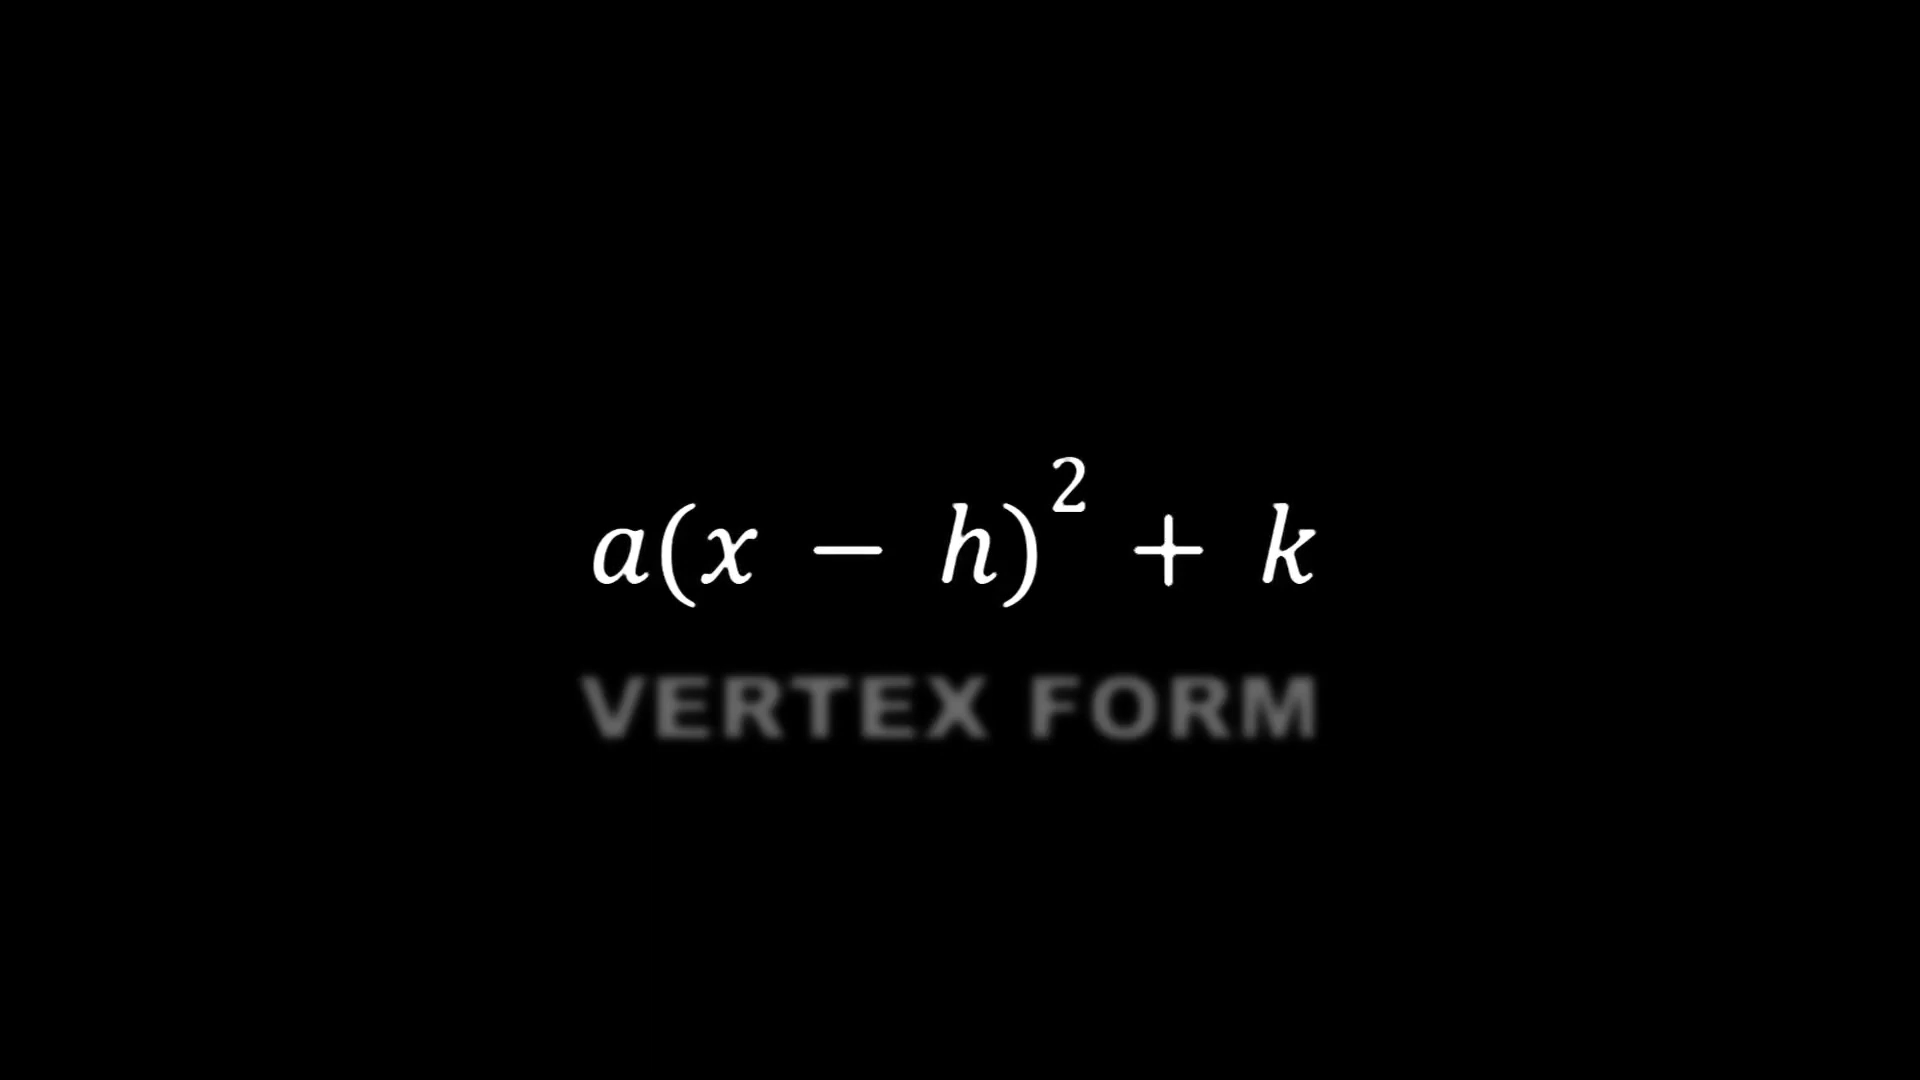 a(x − h)² + k
VERTEX FORM